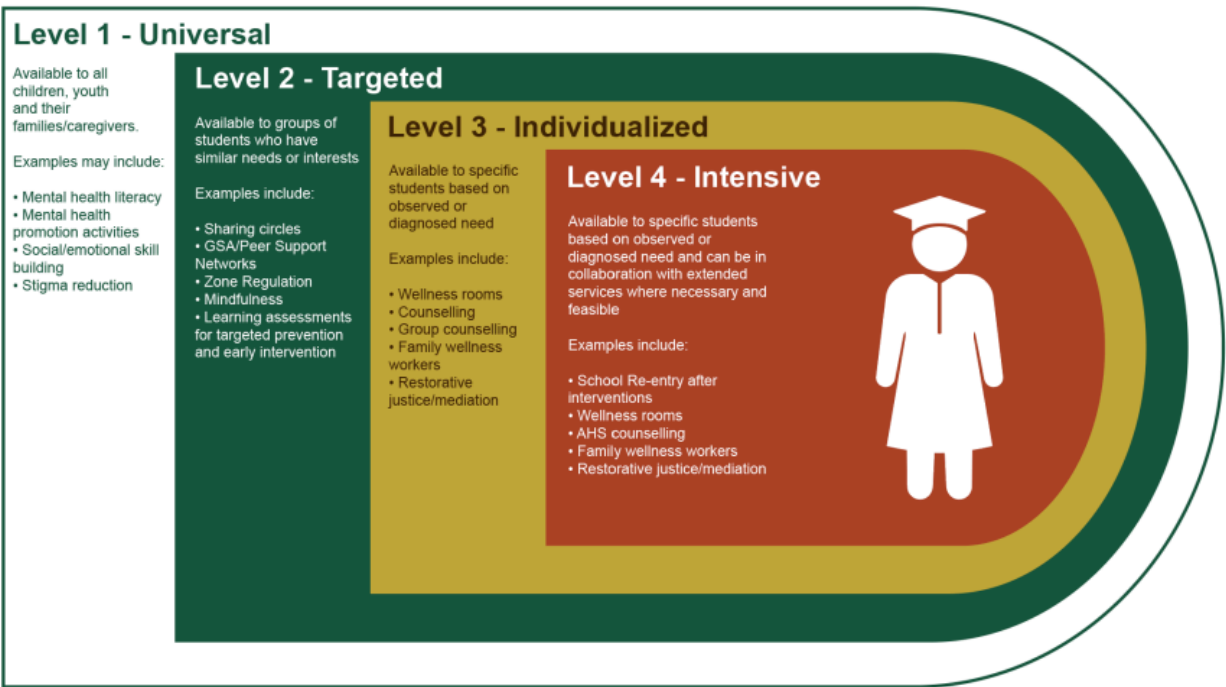 Level 1 - Universal
Available to all
children, youth
and their
families/caregivers.
Examples may include:
• Mental health literacy
• Mental health
promotion activities
• Social/emotional skill
building
• Stigma reduction
Level 2 - Targeted
Available to groups of
students who have
similar needs or interests
Examples include:
• Sharing circles
• GSA/Peer Support
Networks
• Zone Regulation
• Mindfulness
• Learning assessments
for targeted prevention
and early intervention
Level 3 - Individualized
Available to specific
students based on
observed or
diagnosed need
Examples include:
• Wellness rooms
• Counselling
• Group counselling
• Family wellness
workers
• Restorative
justice/mediation
Level 4 - Intensive
Available to specific students
based on observed or
diagnosed need and can be in
collaboration with extended
services where necessary and
feasible
Examples include:
• School Re-entry after
interventions
• Wellness rooms
• AHS counselling
• Family wellness workers
• Restorative justice/mediation